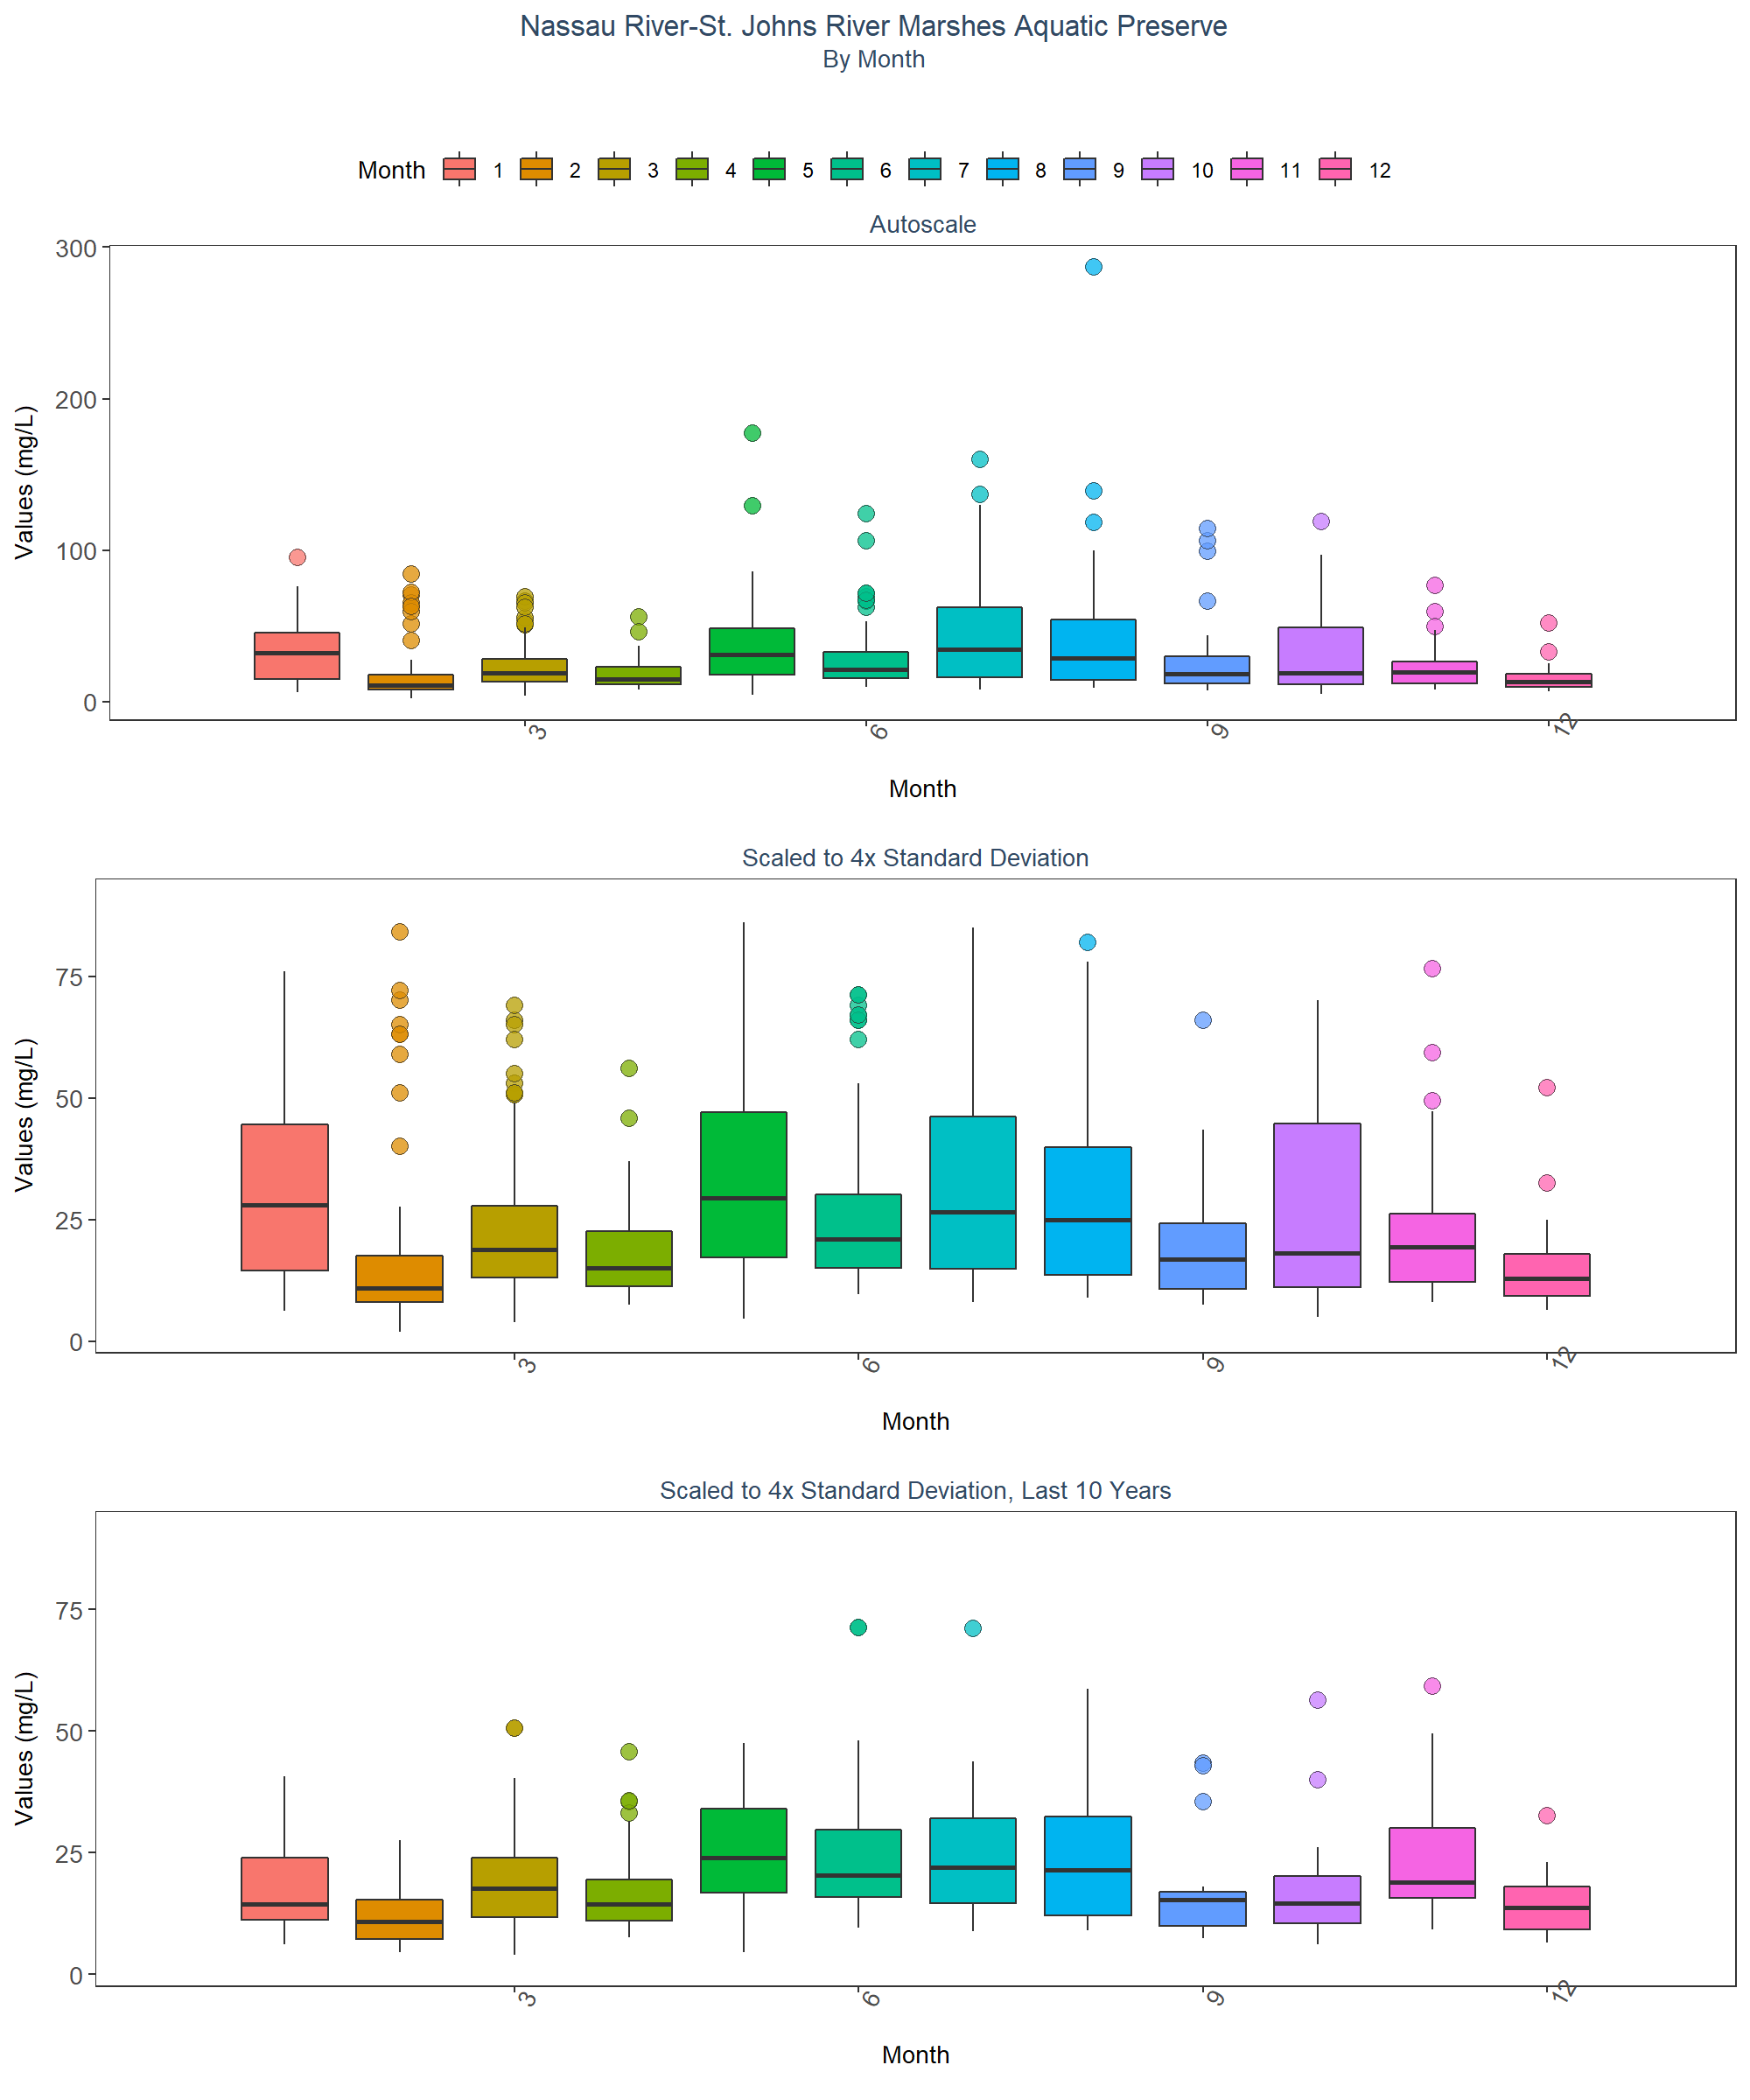 Nassau River-St. Johns River Marshes Aquatic Preserve
By Month
Month 1 2 3 4 5 6 7 8 9 10 11 12
Autoscale
Values (mg/L)
300
200
100
0
3 6 9 12
Month
Scaled to 4x Standard Deviation
Values (mg/L)
75
50
25
0
3 6 9 12
Month
Scaled to 4x Standard Deviation, Last 10 Years
Values (mg/L)
75
50
25
0
3 6 9 12
Month